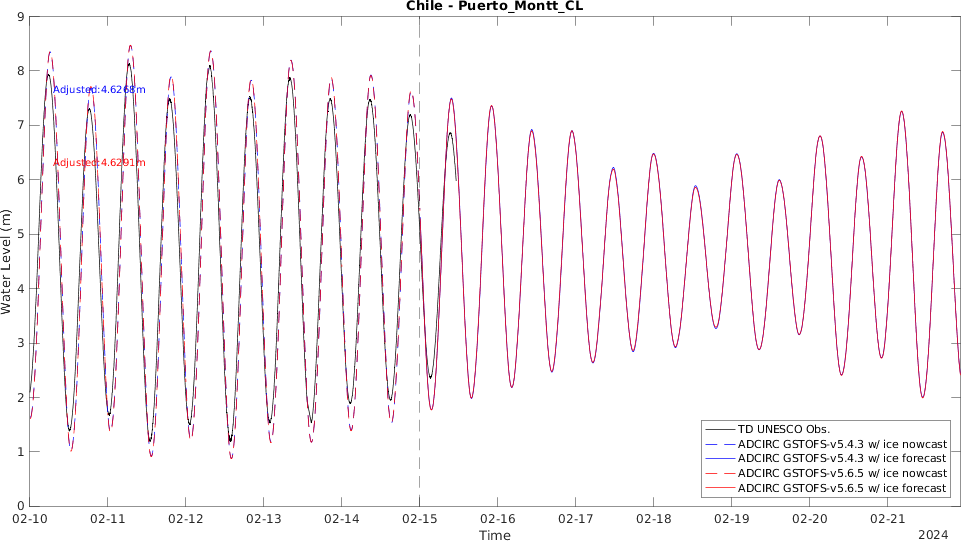 Chile - Puerto_Montt_CL
9
8
7
6
5
4
3
2
1
0
Water Level (m)
Adjusted:4.6268m
Adjusted:4.6291m
TD UNESCO Obs.
ADCIRC GSTOFS-v5.4.3 w/ ice nowcast
ADCIRC GSTOFS-v5.4.3 w/ ice forecast
ADCIRC GSTOFS-v5.6.5 w/ ice nowcast
ADCIRC GSTOFS-v5.6.5 w/ ice forecast
02-10 02-11 02-12 02-13 02-14 02-15 02-16 02-17 02-18 02-19 02-20 02-21
Time
2024